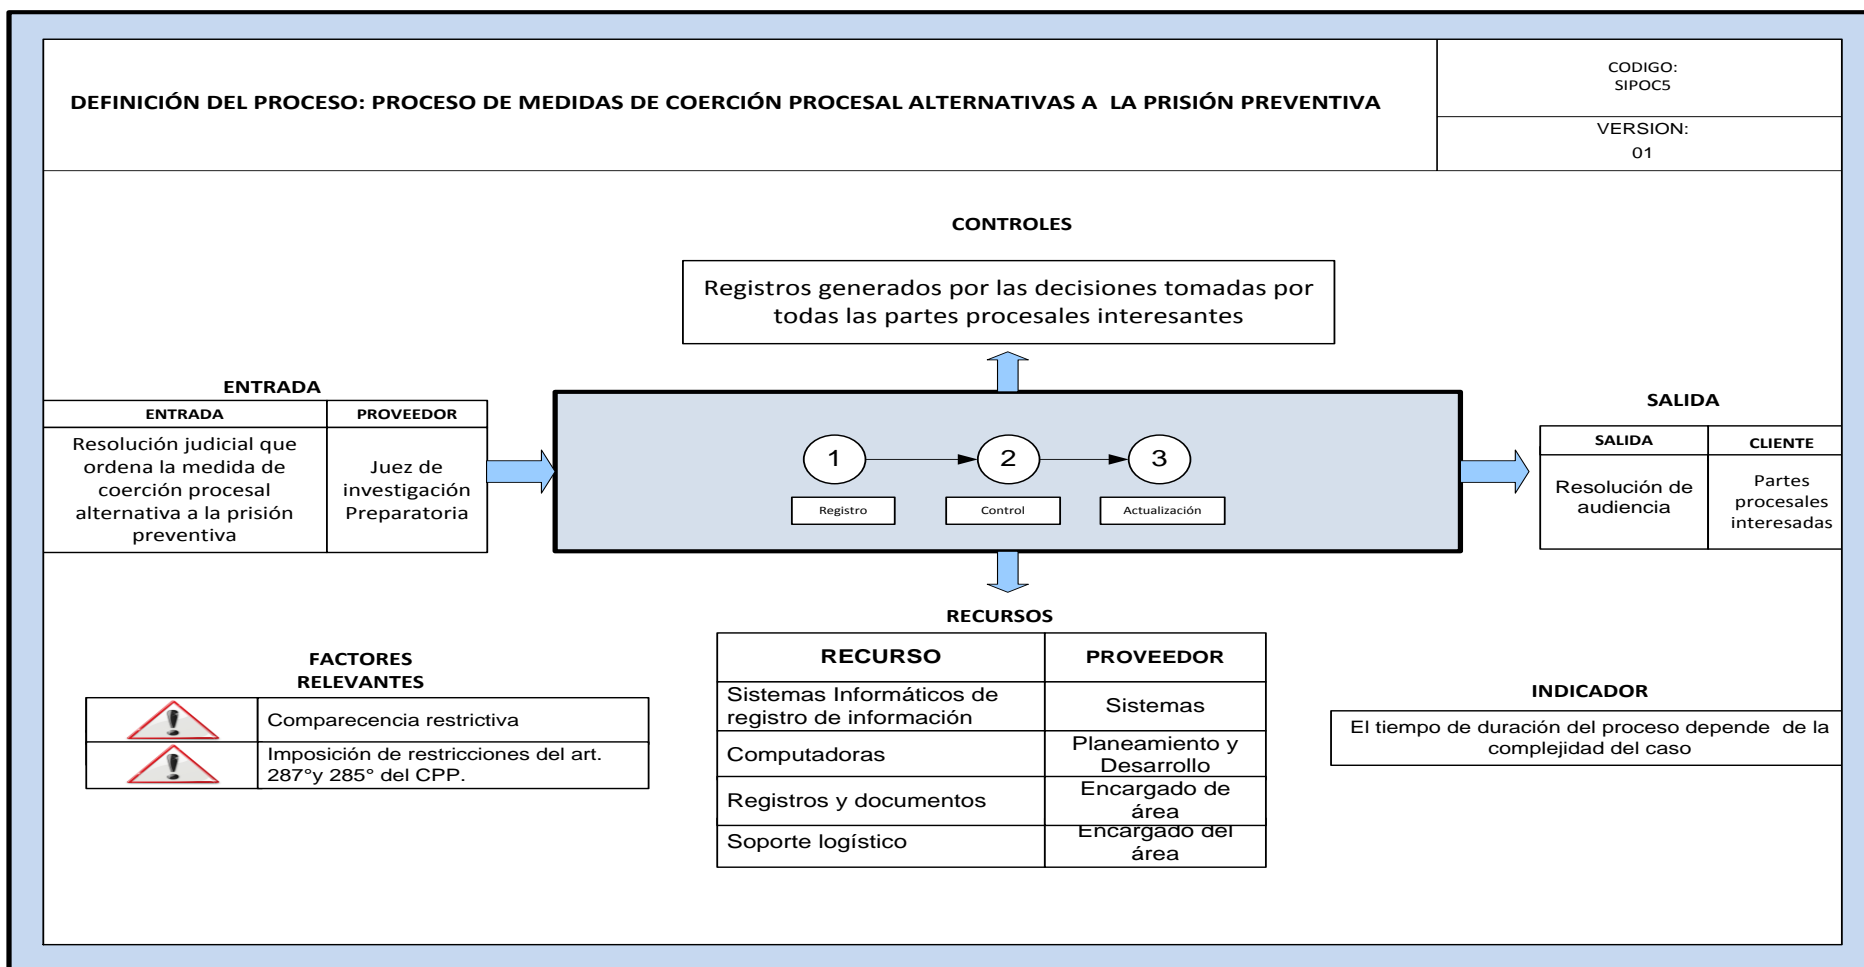 DEFINICIÓN DEL PROCESO: PROCESO DE MEDIDAS DE COERCIÓN PROCESAL ALTERNATIVAS A LA PRISIÓN PREVENTIVA
CODIGO:
SIPOC5
VERSION:
01
CONTROLES
Registros generados por las decisiones tomadas por
todas las partes procesales interesantes
ENTRADA
ENTRADA
PROVEEDOR
Resolución judicial que
ordena la medida de
coerción procesal
alternativa a la prisión
preventiva
Juez de
investigación
Preparatoria
1
2
3
Registro
Control
Actualización
SALIDA
SALIDA
CLIENTE
Resolución de
audiencia
Partes
procesales
interesadas
FACTORES
RELEVANTES
Comparecencia restrictiva
Imposición de restricciones del art.
287°y 285° del CPP.
RECURSOS
RECURSO
PROVEEDOR
Sistemas Informáticos de
registro de información
Sistemas
Computadoras
Planeamiento y
Desarrollo
Registros y documentos
Encargado de
área
Soporte logístico
Encargado del
área
INDICADOR
El tiempo de duración del proceso depende de la
complejidad del caso